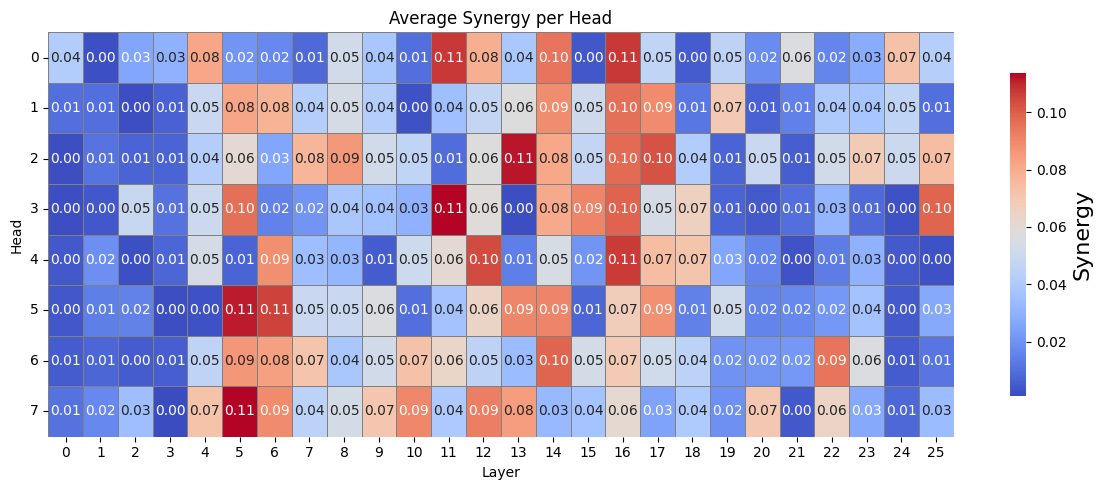 Average Synergy per Head
0 0.04 0.00 0.03 0.03 0.08 0.02 0.02 0.01 0.05 0.04 0.01 0.11 0.08 0.04 0.10 0.00 0.11 0.05 0.00 0.05 0.02 0.06 0.02 0.03 0.07 0.04
1 0.01 0.01 0.00 0.01 0.05 0.08 0.08 0.04 0.05 0.04 0.00 0.04 0.05 0.06 0.09 0.05 0.10 0.09 0.01 0.07 0.01 0.01 0.04 0.04 0.05 0.01
2 0.00 0.01 0.01 0.01 0.04 0.06 0.03 0.08 0.09 0.05 0.05 0.01 0.06 0.11 0.08 0.05 0.10 0.10 0.04 0.01 0.05 0.01 0.05 0.07 0.05 0.07
3 0.00 0.00 0.05 0.01 0.05 0.10 0.02 0.02 0.04 0.04 0.03 0.11 0.06 0.00 0.08 0.09 0.10 0.05 0.07 0.01 0.00 0.01 0.03 0.01 0.00 0.10
4 0.00 0.02 0.00 0.01 0.05 0.01 0.09 0.03 0.03 0.01 0.05 0.06 0.10 0.01 0.05 0.02 0.11 0.07 0.07 0.03 0.02 0.00 0.01 0.03 0.00 0.00
5 0.00 0.01 0.02 0.00 0.00 0.11 0.11 0.05 0.05 0.06 0.01 0.05 0.06 0.09 0.09 0.01 0.07 0.09 0.01 0.05 0.02 0.02 0.02 0.04 0.00 0.03
6 0.01 0.01 0.00 0.01 0.05 0.09 0.08 0.07 0.04 0.05 0.07 0.06 0.05 0.03 0.10 0.05 0.07 0.05 0.04 0.02 0.02 0.02 0.09 0.06 0.01 0.01
7 0.01 0.02 0.03 0.00 0.07 0.11 0.09 0.04 0.05 0.07 0.09 0.04 0.09 0.08 0.03 0.04 0.06 0.03 0.04 0.02 0.07 0.00 0.06 0.03 0.01 0.03
0 1 2 3 4 5 6 7 8 9 10 11 12 13 14 15 16 17 18 19 20 21 22 23 24 25
Layer
Head
0.10
0.08
0.06
0.04
0.02
Synergy